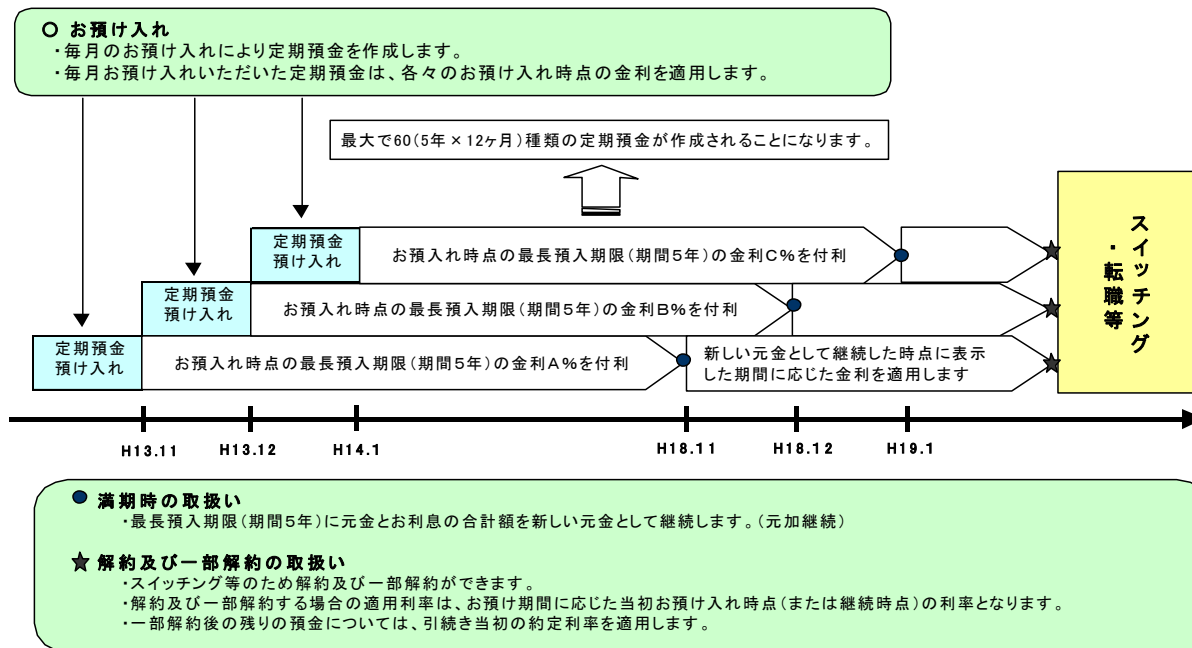 ○ お預け入れ
・毎月のお預け入れにより定期預金を作成します。
・毎月お預け入れいただいた定期預金は、各々のお預け入れ時点の金利を適用します。
最大で60(5年×12ヶ月)種類の定期預金が作成されることになります。
定期預金
預け入れ
お預入れ時点の最長預入期限(期間5年)の金利C%を付利
定期預金
預け入れ
お預入れ時点の最長預入期限(期間5年)の金利B%を付利
定期預金
預け入れ
お預入れ時点の最長預入期限(期間5年)の金利A%を付利
新しい元金として継続した時点に表示
した期間に応じた金利を適用します
スイッチング
・転職等
H13.11
H13.12
H14.1
H18.11
H18.12
H19.1
● 満期時の取扱い
・最長預入期限(期間5年)に元金とお利息の合計額を新しい元金として継続します。(元加継続)
★ 解約及び一部解約の取扱い
・スイッチング等のため解約及び一部解約ができます。
・解約及び一部解約する場合の適用利率は、お預け期間に応じた当初お預け入れ時点(または継続時点)の利率となります。
・一部解約後の残りの預金については、引続き当初の約定利率を適用します。